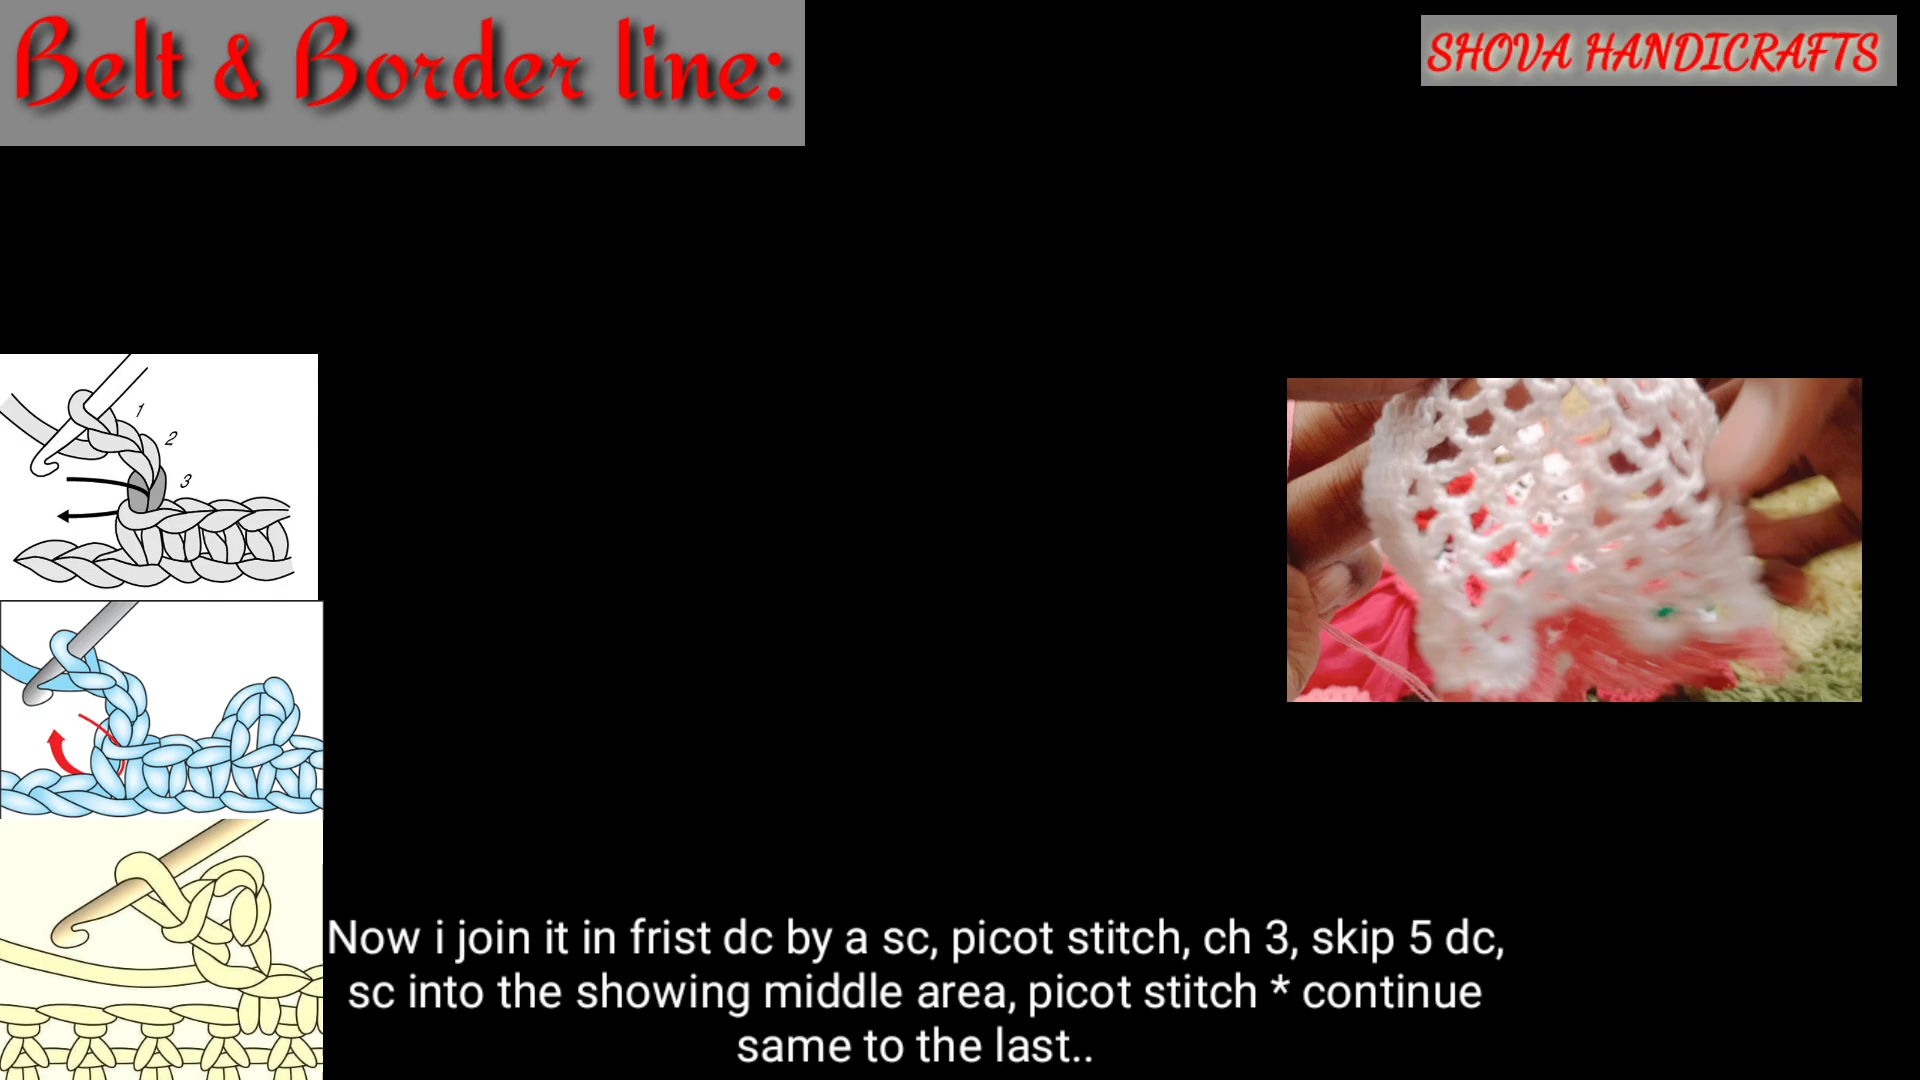 Belt & Border line:
SHOVA HANDICRAFTS
1
2
3
Now i join it in frist dc by a sc, picot stitch, ch 3, skip 5 dc,
sc into the showing middle area, picot stitch * continue
same to the last..